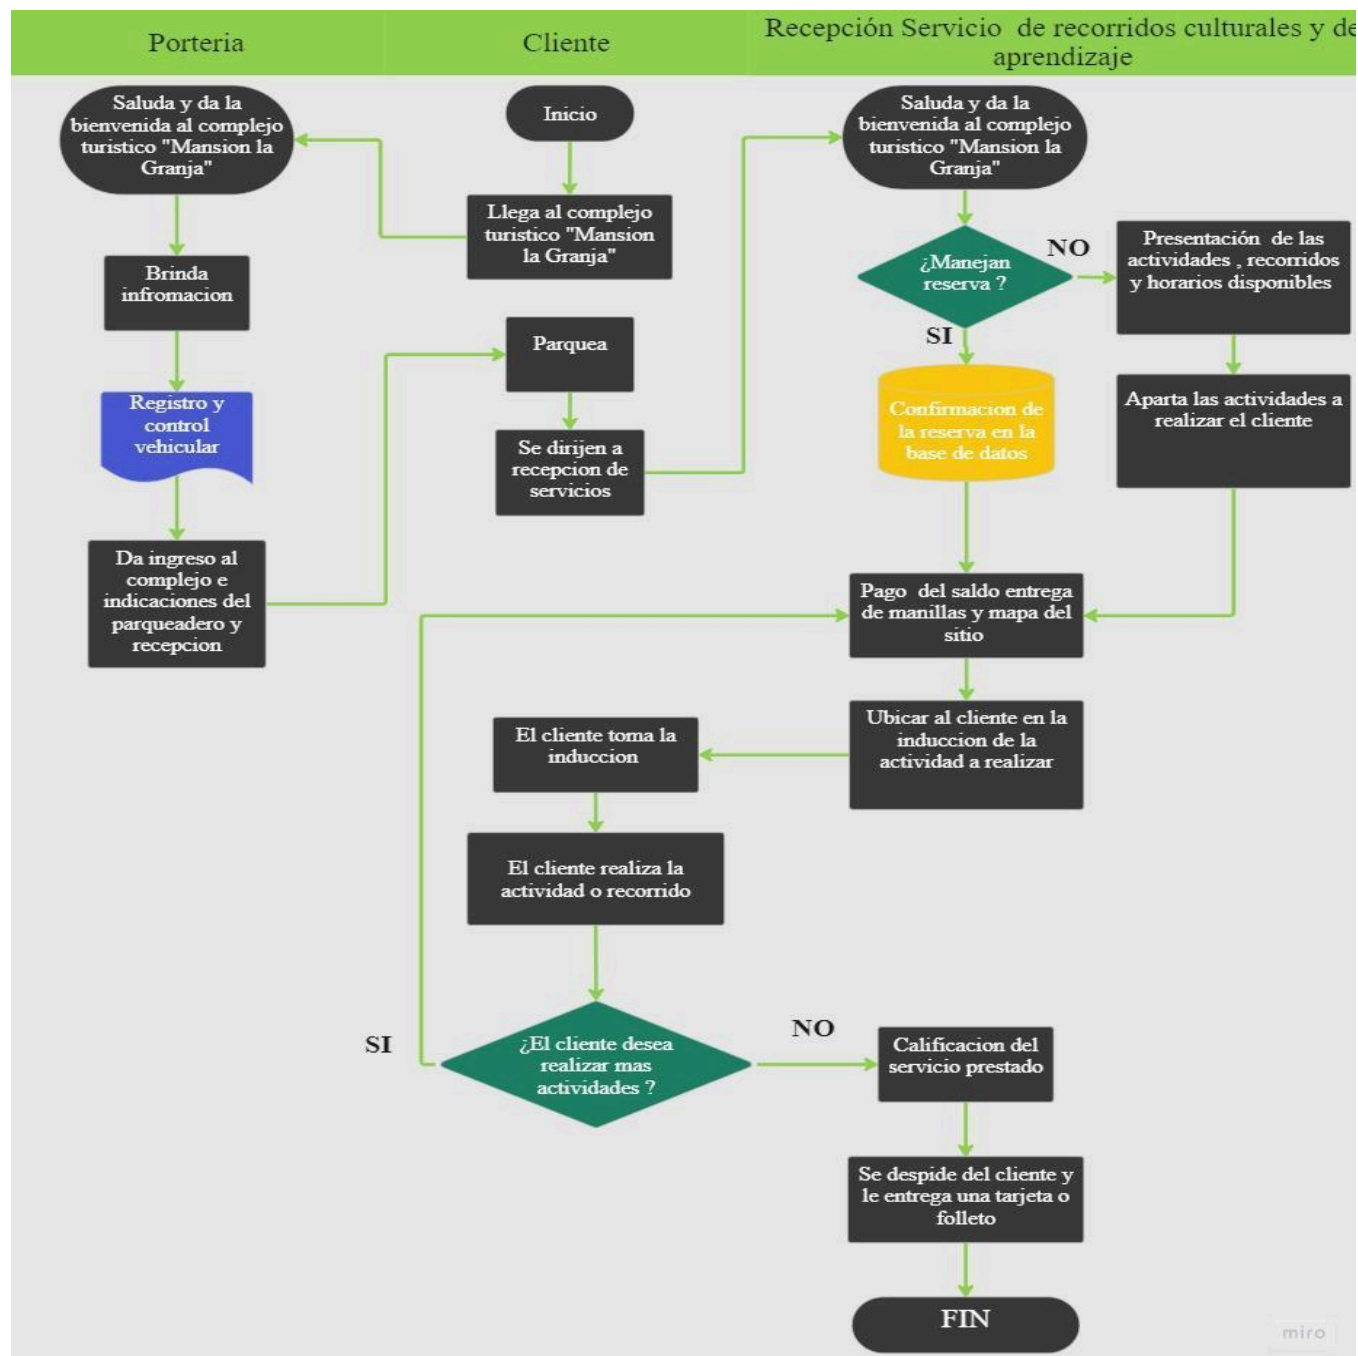 Porteria
Cliente
Recepción Servicio de recorridos culturales y de
aprendizaje
Saluda y da la
bienvenida al complejo
turistico "Mansion la
Granja"
Inicio
Saluda y da la
bienvenida al complejo
turistico "Mansion la
Granja"
Llega al complejo
turistico "Mansion
la Granja"
¿Manejan
reserva ?
NO
Presentación de las
actividades , recorridos
y horarios disponibles
Brinda
infromacion
SI
Parquea
Registro y
control
vehicular
Confirmacion de
la reserva en la
base de datos
Aparta las actividades a
realizar el cliente
Se dirijen a
recepcion de
servicios
Da ingreso al
complejo e
indicaciones del
parqueadero y
recepcion
Pago del saldo entrega
de manillas y mapa del
sitio
Ubicar al cliente en la
induccion de la
actividad a realizar
El cliente toma la
induccion
El cliente realiza la
actividad o recorrido
¿El cliente desea
realizar mas
actividades ?
SI
NO
Calificacion del
servicio prestado
Se despide del cliente y
le entrega una tarjeta o
folleto
FIN
miro